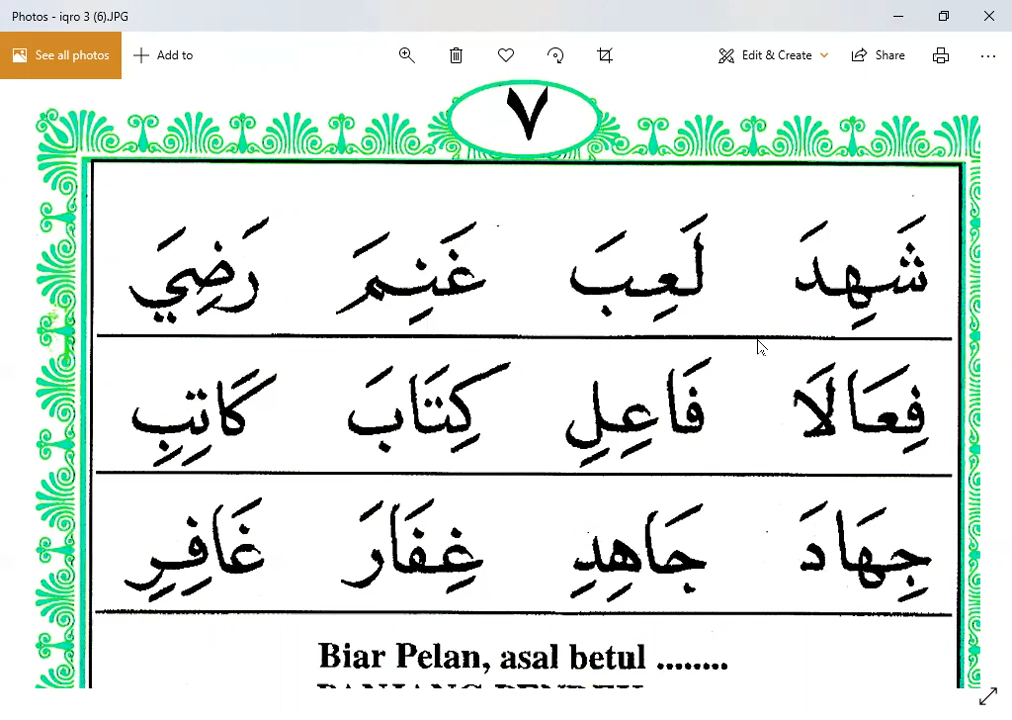 Photos - iqro 3 (6).JPG
See all photos
Add to
Edit & Create
Share
٧
شَهِدَ لَعِبَ غَنِمَ رَضِيَ
فِعَالَا فَاعِلِ كِتَابَ كَاتِبِ
جِهَادَ جَاهِدِ غِفَارَ غَافِرِ
Biar Pelan, asal betul ........